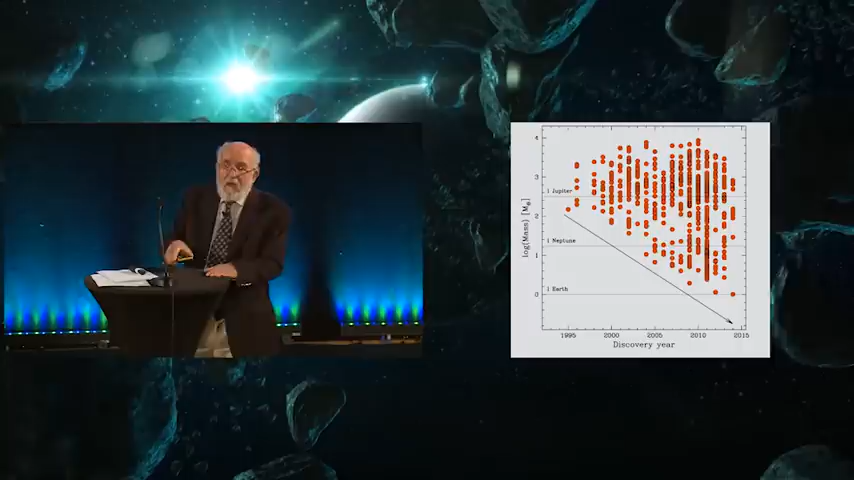 4
3
1 Jupiter
2
1 Neptune
1
1 Earth
0
log(Mass) [M⊕]
1995 2000 2005 2010 2015
Discovery year